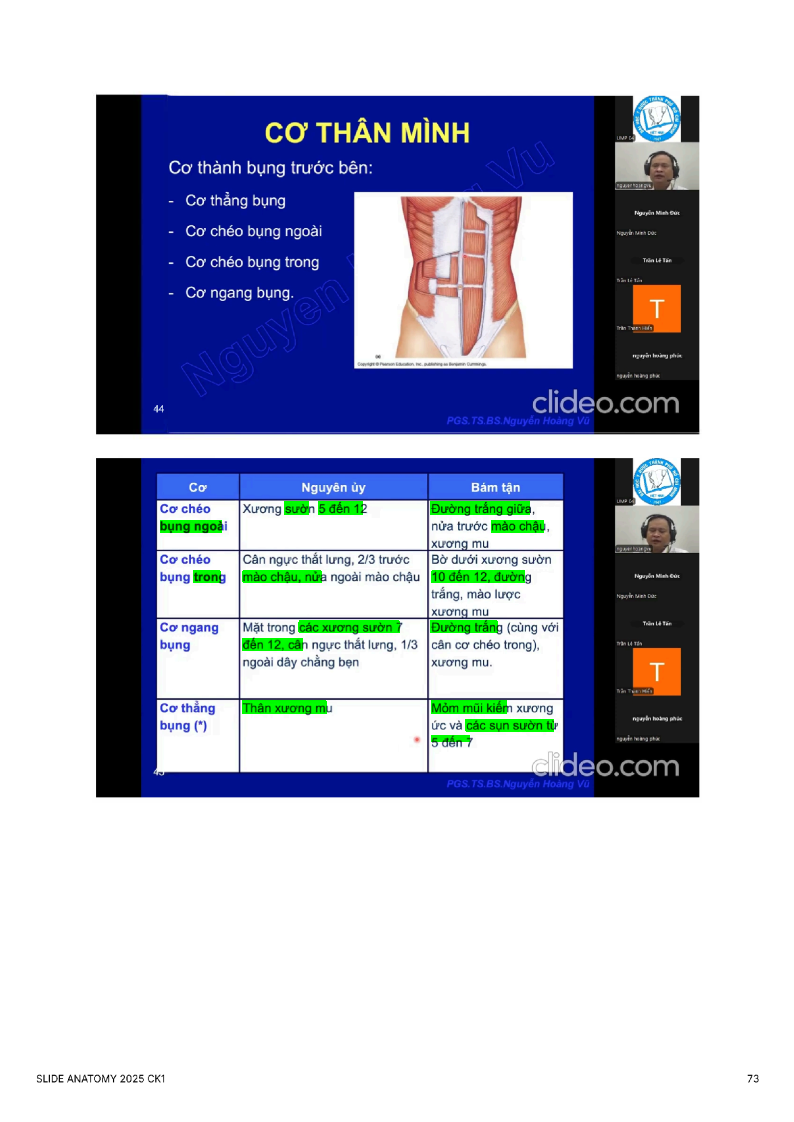 CƠ THÂN MÌNH
Cơ thành bụng trước bên:
- Cơ thẳng bụng
- Cơ chéo bụng ngoài
- Cơ chéo bụng trong
- Cơ ngang bụng.
Nguyen
Vu
Copyright © Pearson Education, Inc., publishing as Benjamin Cummings.
44
clideo.com
PGS.TS.BS.Nguyễn Hoàng Vũ
UMP 04
nguyen hoang vu
Nguyễn Minh Đức
Nguyễn Minh Đức
Trần Lê Tấn
Trần Lê Tấn
T
Trần Thanh Hiển
nguyễn hoàng phúc
nguyễn hoàng phúc
Cơ
Nguyên ủy
Bám tận
Cơ chéo
bụng ngoài
Xương sườn 5 đến 12
Đường trắng giữa,
nửa trước mào chậu,
xương mu
Cơ chéo
bụng trong
Cân ngực thắt lưng, 2/3 trước
mào chậu, nửa ngoài mào chậu
Bờ dưới xương sườn
10 đến 12, đường
trắng, mào lược
xương mu
Cơ ngang
bụng
Mặt trong các xương sườn 7
đến 12, cân ngực thắt lưng, 1/3
ngoài dây chằng bẹn
Đường trắng (cùng với
cân cơ chéo trong),
xương mu.
Cơ thẳng
bụng (*)
Thân xương mu
Mỏm mũi kiếm xương
ức và các sụn sườn từ
5 đến 7
clideo.com
PGS.TS.BS.Nguyễn Hoàng Vũ
UMP 04
nguyen hoang vu
Nguyễn Minh Đức
Nguyễn Minh Đức
Trần Lê Tấn
Trần Lê Tấn
T
Trần Thanh Hiển
nguyễn hoàng phúc
nguyễn hoàng phúc
SLIDE ANATOMY 2025 CK1
73